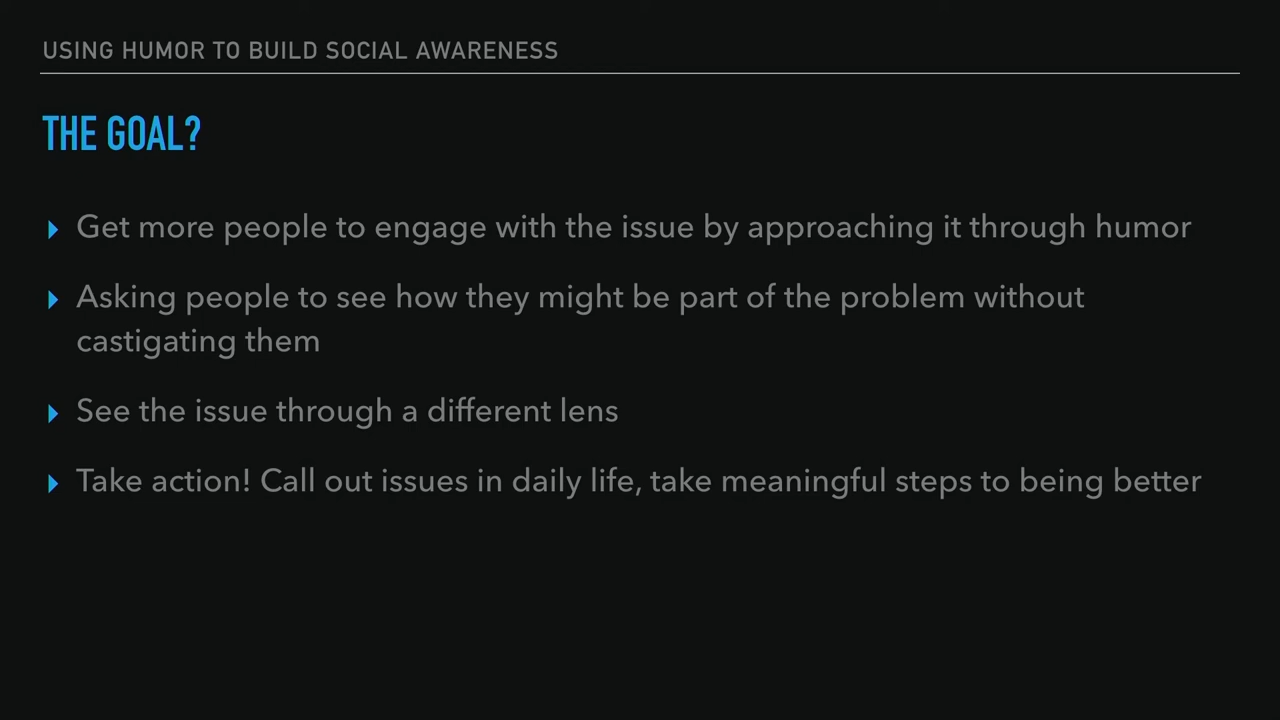 USING HUMOR TO BUILD SOCIAL AWARENESS
THE GOAL?
Get more people to engage with the issue by approaching it through humor
Asking people to see how they might be part of the problem without
castigating them
See the issue through a different lens
Take action! Call out issues in daily life, take meaningful steps to being better